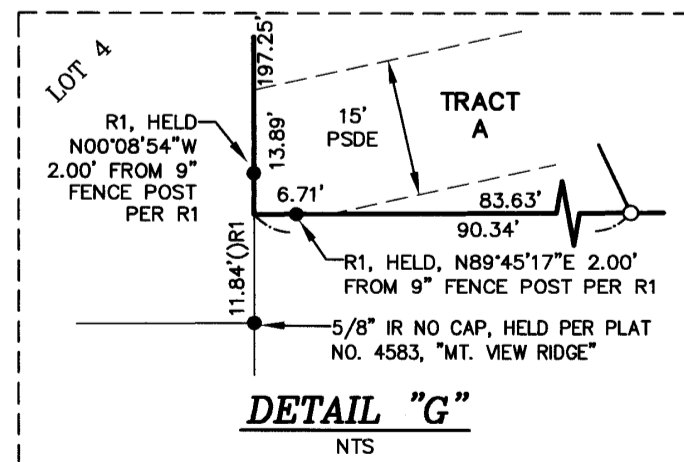 LOT 4
197.25'
R1, HELD
N00°08'54"W
2.00' FROM 9"
FENCE POST
PER R1
13.89'
15'
PSDE
TRACT
A
6.71'
83.63'
90.34'
11.84'()R1
R1, HELD, N89°45'17"E 2.00'
FROM 9" FENCE POST PER R1
5/8" IR NO CAP, HELD PER PLAT
NO. 4583, "MT. VIEW RIDGE"
DETAIL "G"
NTS